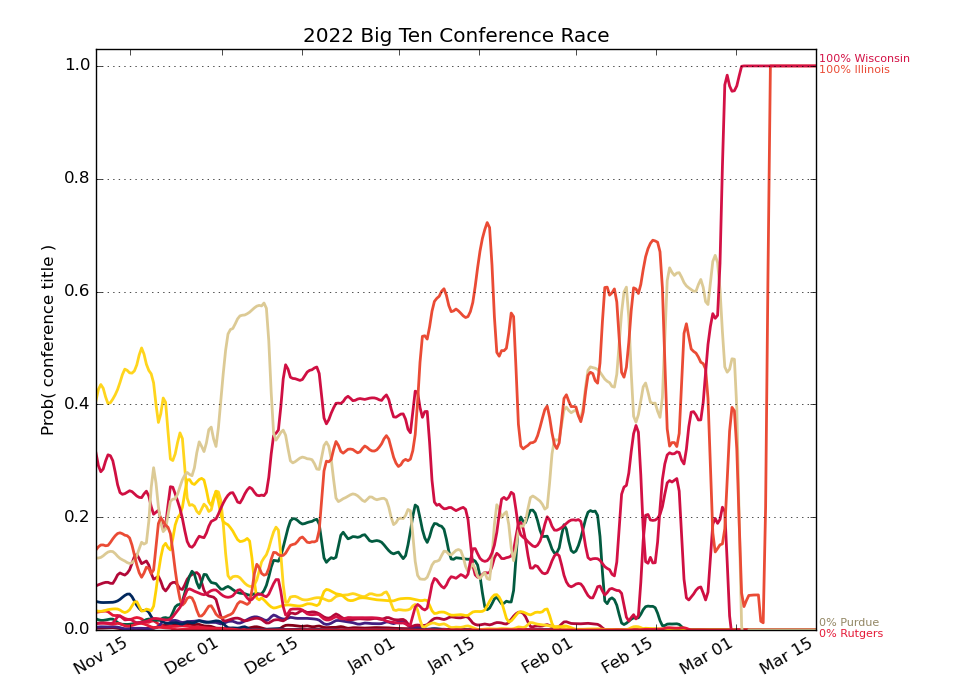 2022 Big Ten Conference Race
Prob( conference title )
1.0
0.8
0.6
0.4
0.2
0.0
100% Wisconsin
100% Illinois
0% Purdue
0% Rutgers
Nov 15
Dec 01
Dec 15
Jan 01
Jan 15
Feb 01
Feb 15
Mar 01
Mar 15